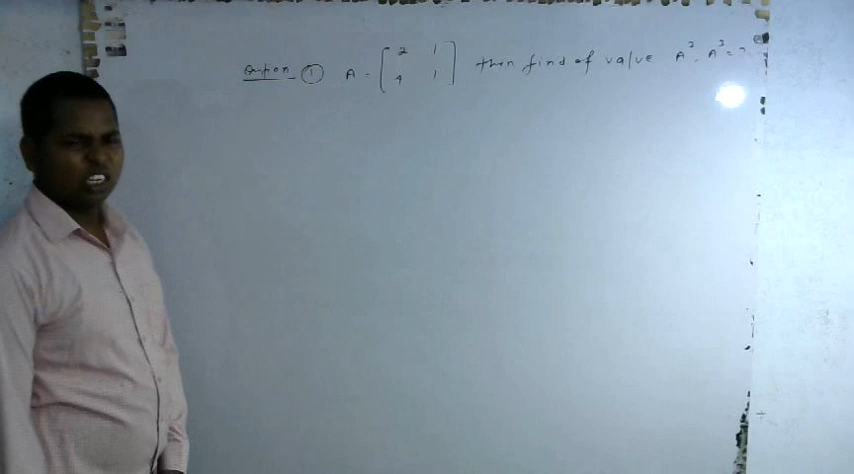 Question ① A = [ 2 1 4 1 ] then find of value A². A³ = ?